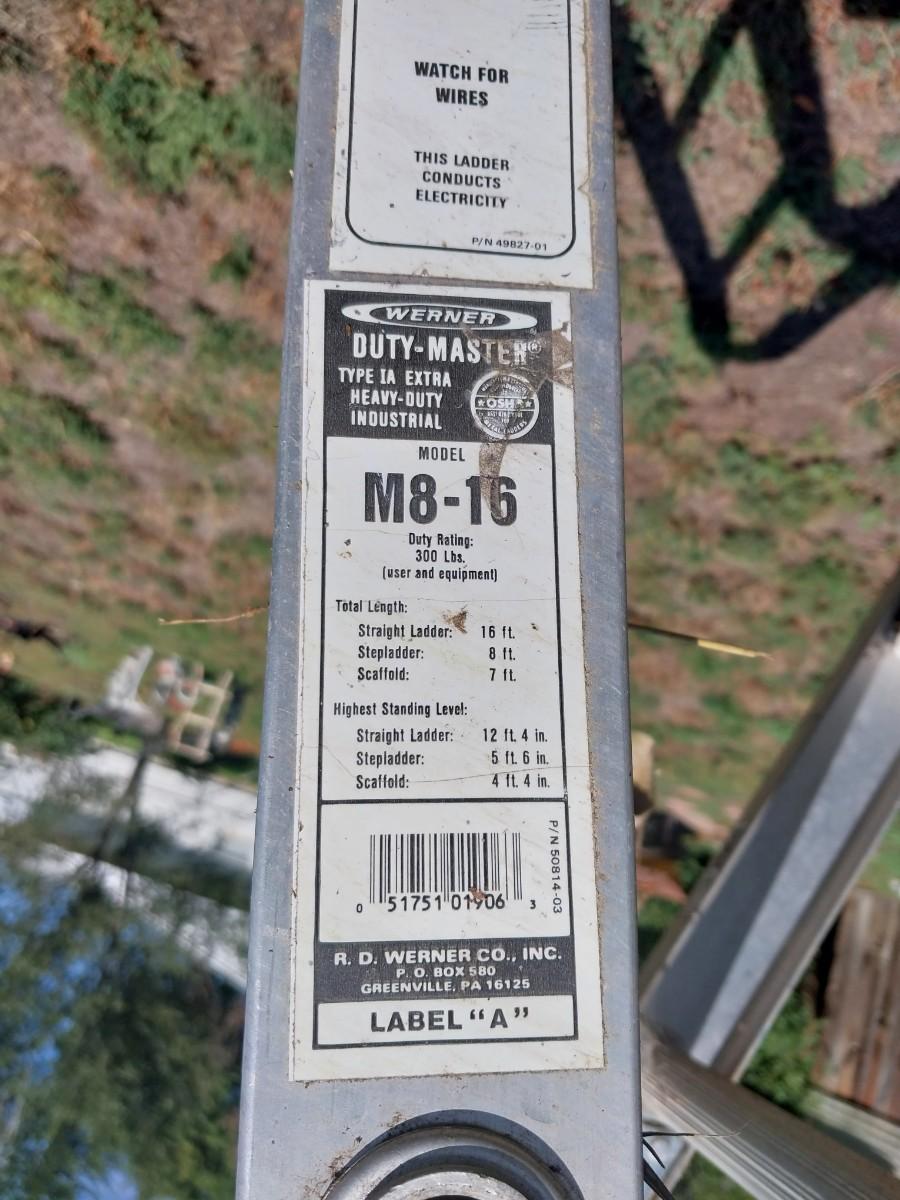 WATCH FOR
WIRES
THIS LADDER
CONDUCTS
ELECTRICITY
P/N 49827-01
WERNER
DUTY-MASTER®
TYPE IA EXTRA
HEAVY-DUTY
INDUSTRIAL
OSHA
MODEL
M8-16
Duty Rating:
300 Lbs.
(user and equipment)
Total Length:
Straight Ladder: 16 ft.
Stepladder: 8 ft.
Scaffold: 7 ft.
Highest Standing Level:
Straight Ladder: 12 ft. 4 in.
Stepladder: 5 ft. 6 in.
Scaffold: 4 ft. 4 in.
P/N 50814-03
0 51751 01906 3
R. D. WERNER CO., INC.
P. O. BOX 580
GREENVILLE, PA 16125
LABEL “A”